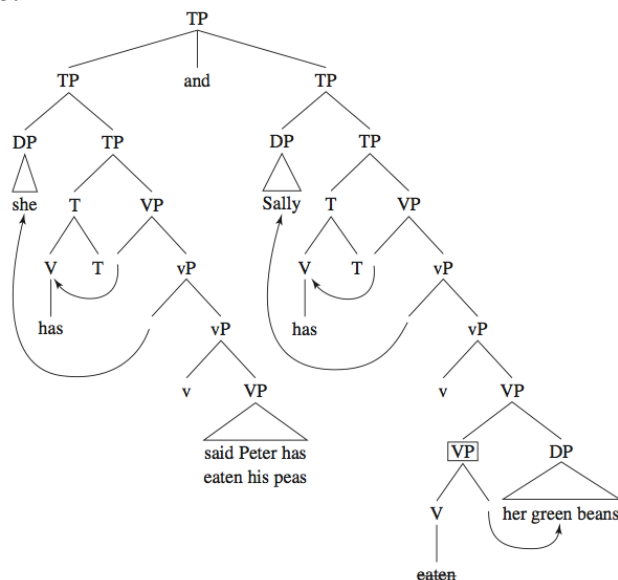 TP
TP and TP
DP TP DP TP
she T VP Sally T VP
V T vP V T vP
has vP has vP
v VP v VP
said Peter has
eaten his peas
VP DP
V her green beans
eaten